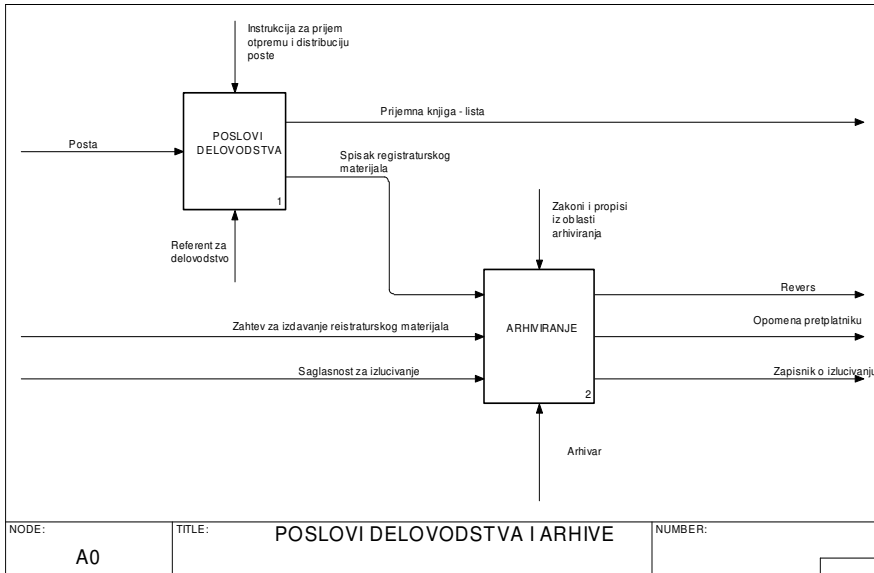 Instrukcija za prijem
otpremu i distribuciju
poste
Prijemna knjiga - lista
Posta
POSLOVI
DELOVODSTVA
1
Spisak registraturskog
materijala
Referent za
delovodstvo
Zakoni i propisi
iz oblasti
arhiviranja
Revers
Opomena pretplatniku
Zahtev za izdavanje reistraturskog materijala
ARHIVIRANJE
Saglasnost za izlucivanje
Zapisnik o izlucivanju
2
Arhivar
NODE:
A0
TITLE:
POSLOVI DELOVODSTVA I ARHIVE
NUMBER: